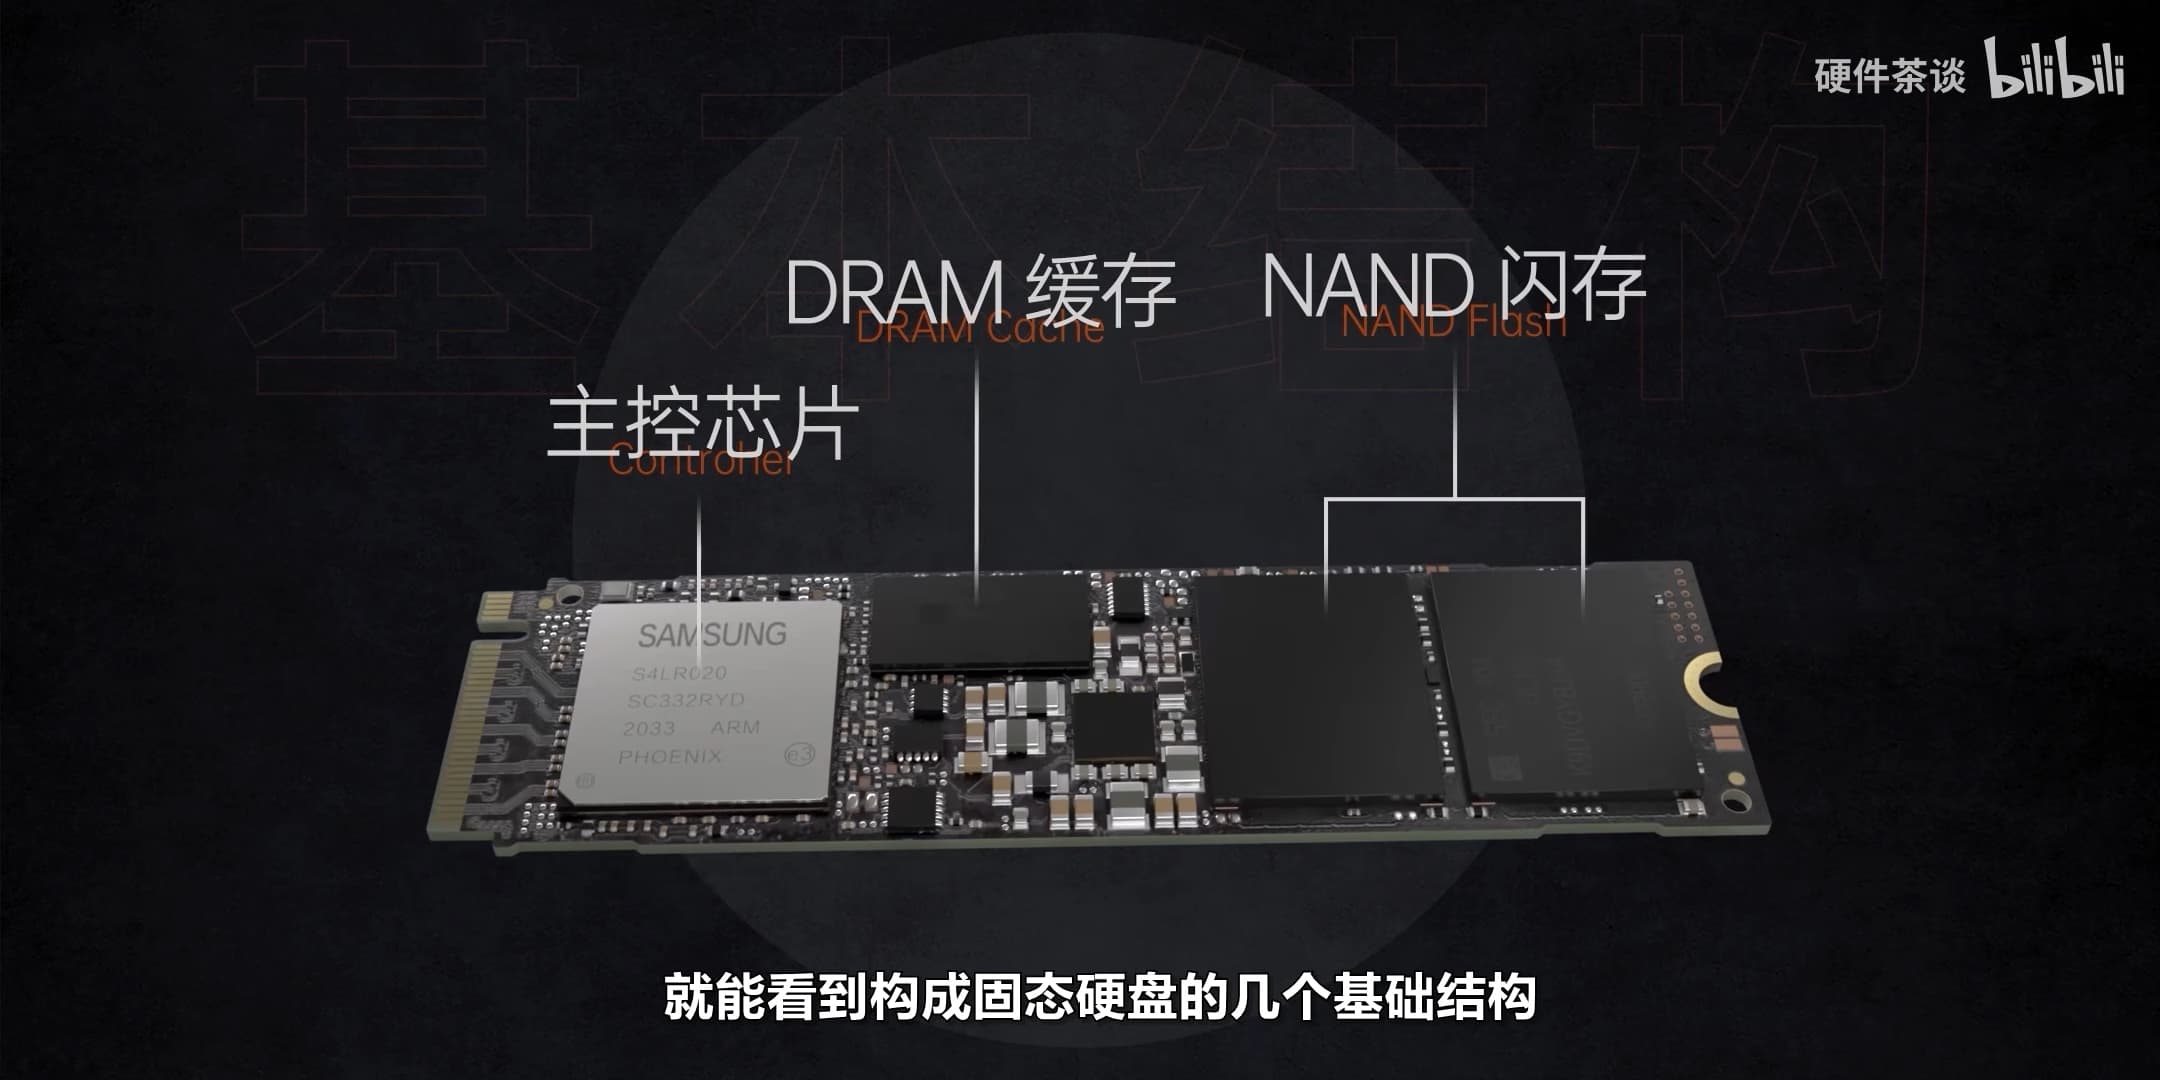 硬件茶谈 bilibili
基本结构
DRAM 缓存
DRAM Cache
NAND 闪存
NAND Flash
主控芯片
Controller
SAMSUNG
S4LR020
SC332RYD
2033 ARM
PHOENIX e3
就能看到构成固态硬盘的几个基础结构